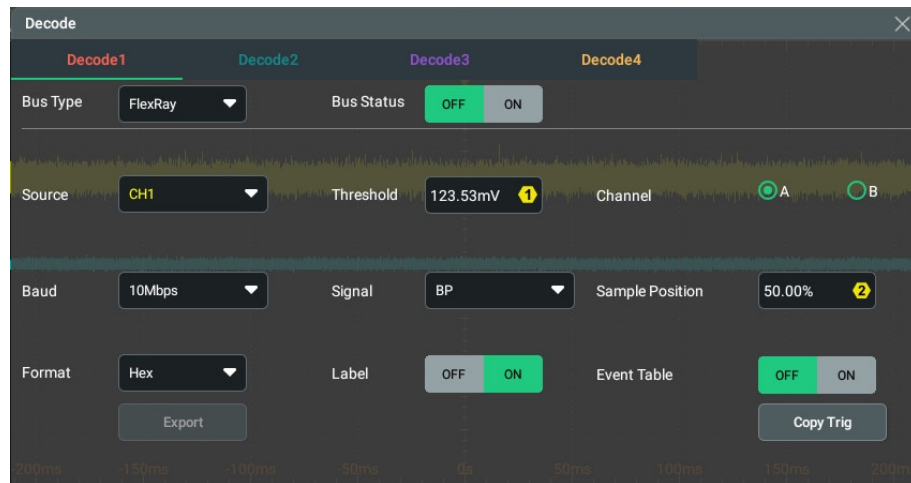 Decode
Decode1 Decode2 Decode3 Decode4
Bus Type FlexRay Bus Status OFF ON
Source CH1 Threshold 123.53mV 1 Channel A B
Baud 10Mbps Signal BP Sample Position 50.00% 2
Format Hex Label OFF ON Event Table OFF ON
Export Copy Trig
-200ms -150ms -100ms -50ms 0s 50ms 100ms 150ms 200m